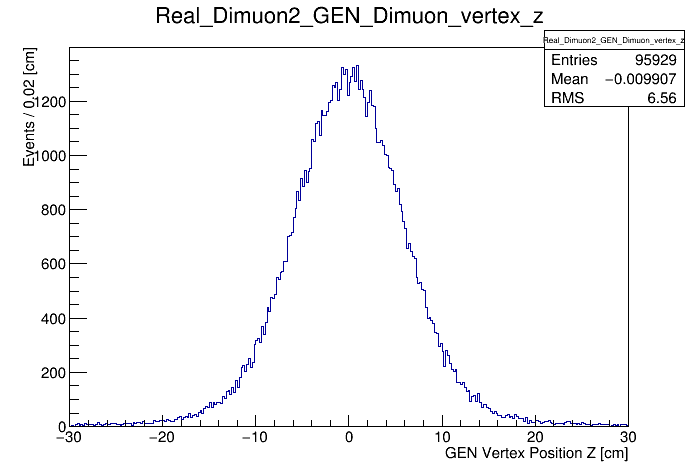 Real_Dimuon2_GEN_Dimuon_vertex_z
Real_Dimuon2_GEN_Dimuon_vertex_z
Entries 95929
Mean −0.009907
RMS 6.56
Events / 0.02 [cm]
1200
1000
800
600
400
200
0
−30 −20 −10 0 10 20 30
GEN Vertex Position Z [cm]